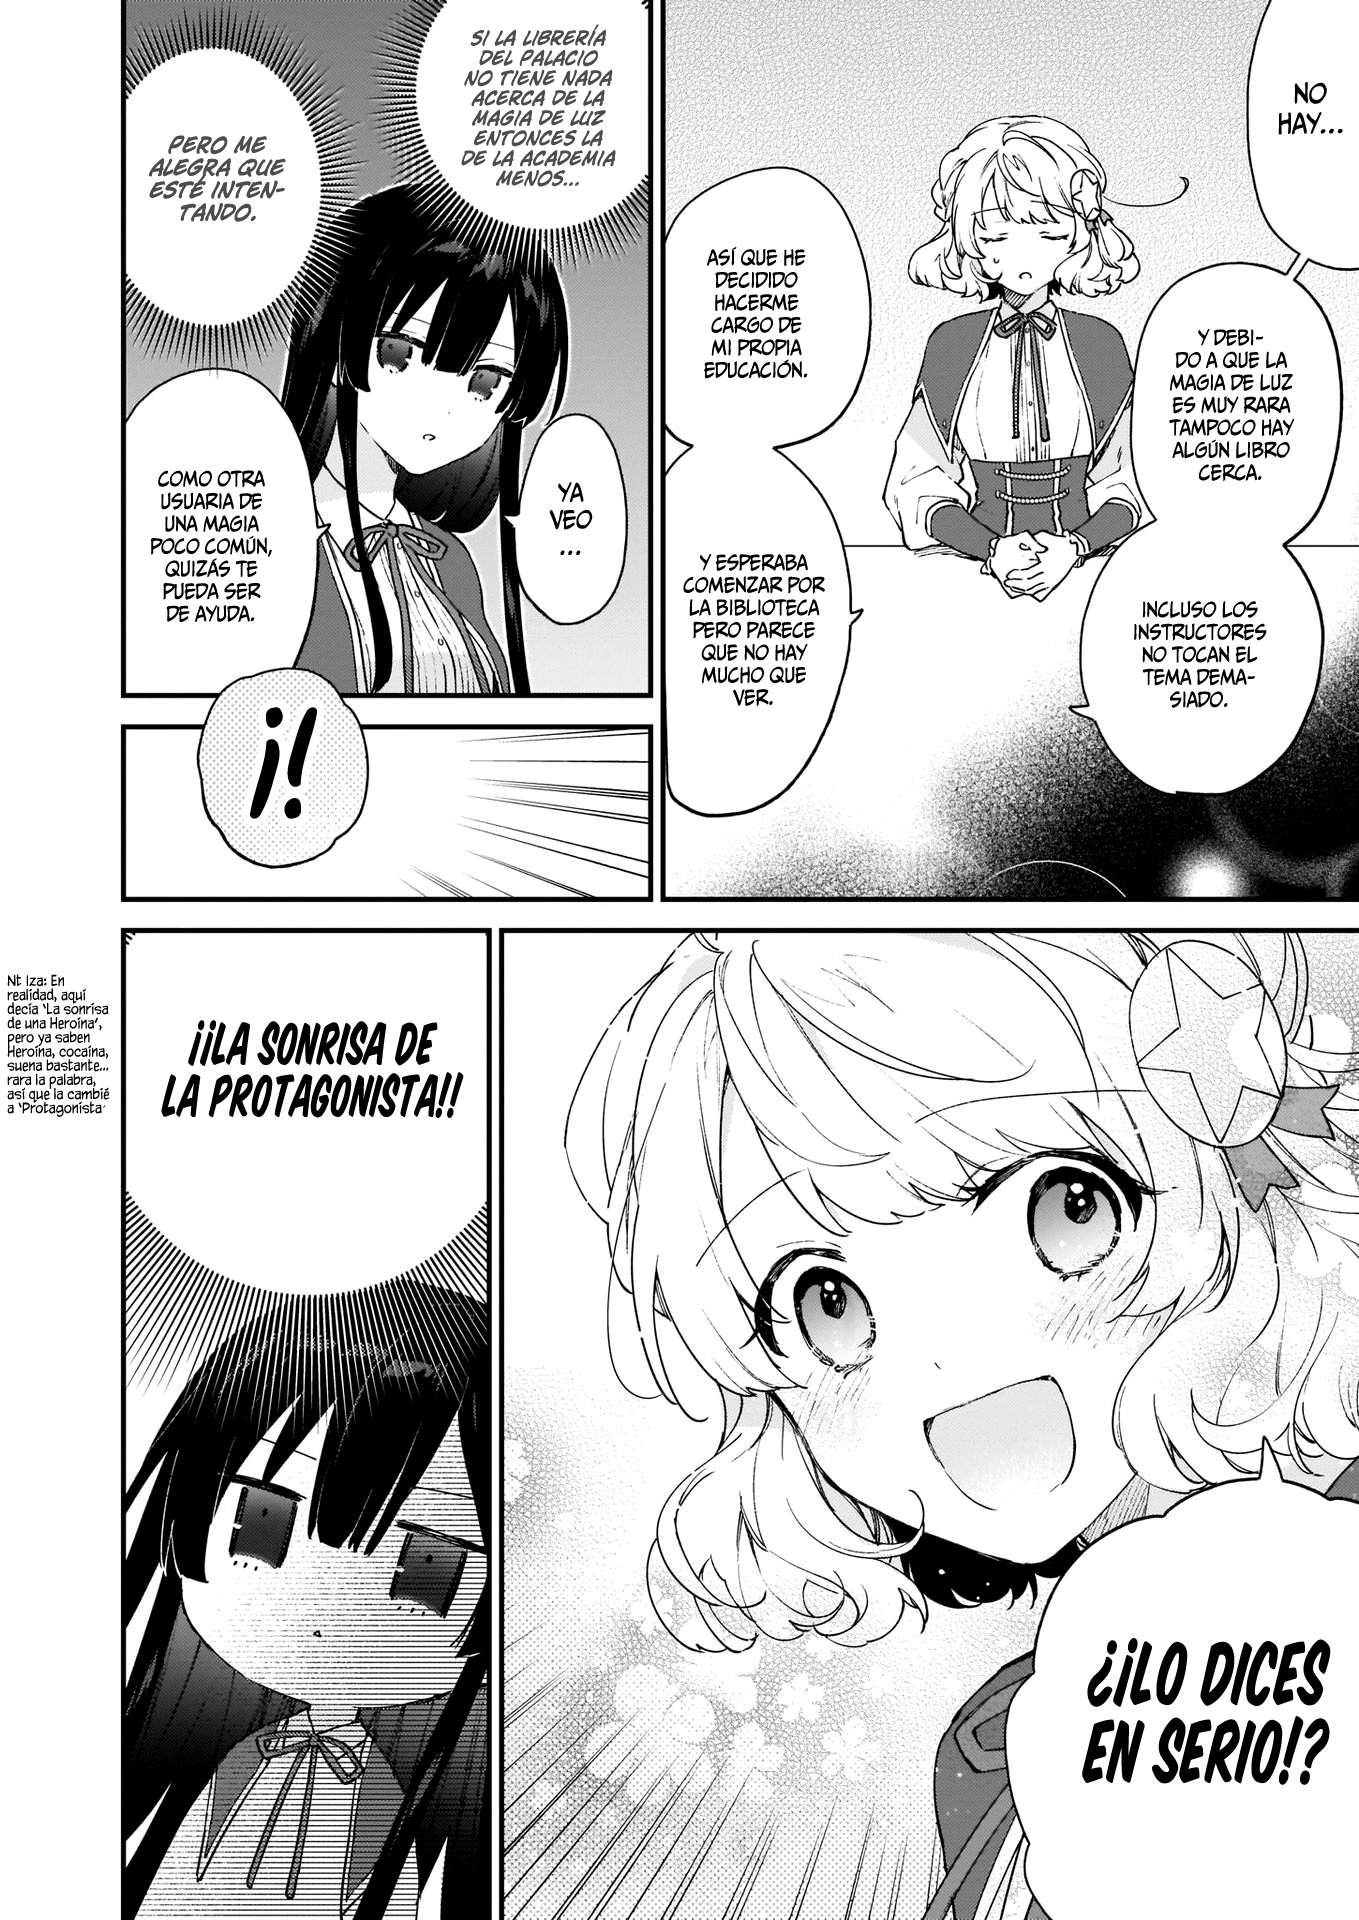 NO
HAY...
Y DEBI-
DO A QUE LA
MAGIA DE LUZ
ES MUY RARA
TAMPOCO HAY
ALGÚN LIBRO
CERCA.
INCLUSO LOS
INSTRUCTORES
NO TOCAN EL
TEMA DEMA-
SIADO.
ASÍ QUE HE
DECIDIDO
HACERME
CARGO DE
MI PROPIA
EDUCACIÓN.
Y ESPERABA
COMENZAR POR
LA BIBLIOTECA
PERO PARECE
QUE NO HAY
MUCHO QUE
VER.
SI LA LIBRERÍA
DEL PALACIO
NO TIENE NADA
ACERCA DE LA
MAGIA DE LUZ
ENTONCES LA
DE LA ACADEMIA
MENOS...
PERO ME
ALEGRA QUE
ESTÉ INTEN-
TANDO.
YA
VEO
...
COMO OTRA
USUARIA DE
UNA MAGIA
POCO COMÚN,
QUIZÁS TE
PUEDA SER
DE AYUDA.
¡!
¿¡¡LO DICES
EN SERIO!?
¡¡LA SONRISA DE
LA PROTAGONISTA!!
Nt Iza: En
realidad, aquí
decía 'La sonrisa
de una Heroína',
pero ya saben
Heroína, cocaína,
suena bastante...
rara la palabra,
así que la cambié
a 'Protagonista'